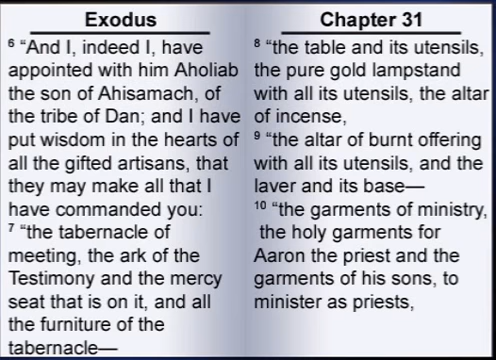 Exodus
⁶ “And I, indeed I, have
appointed with him Aholiab
the son of Ahisamach, of
the tribe of Dan; and I have
put wisdom in the hearts of
all the gifted artisans, that
they may make all that I
have commanded you:
⁷ “the tabernacle of
meeting, the ark of the
Testimony and the mercy
seat that is on it, and all
the furniture of the
tabernacle—
Chapter 31
⁸ “the table and its utensils,
the pure gold lampstand
with all its utensils, the altar
of incense,
⁹ “the altar of burnt offering
with all its utensils, and the
laver and its base—
¹⁰ “the garments of ministry,
the holy garments for
Aaron the priest and the
garments of his sons, to
minister as priests,